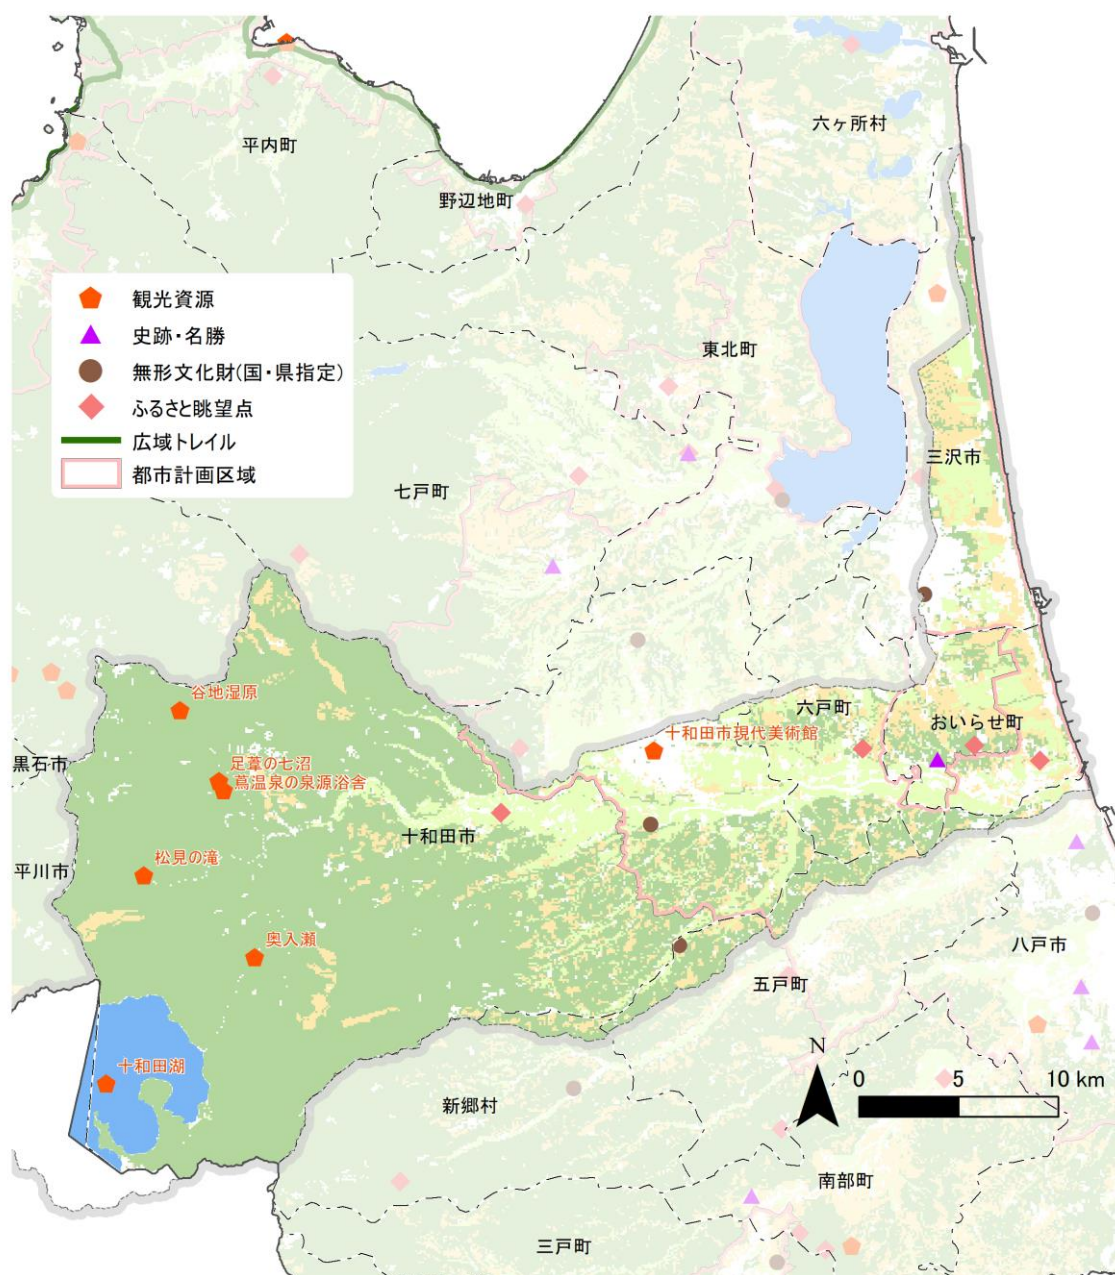 六ヶ所村
平内町
野辺地町
観光資源
史跡・名勝
無形文化財(国・県指定)
ふるさと眺望点
広域トレイル
都市計画区域
東北町
三沢市
七戸町
谷地湿原
六戸町
おいらせ町
十和田市現代美術館
黒石市
足葦の七沼
蔦温泉の泉源浴舎
十和田市
松見の滝
平川市
奥入瀬
八戸市
五戸町
十和田湖
N
0 5 10 km
新郷村
南部町
三戸町